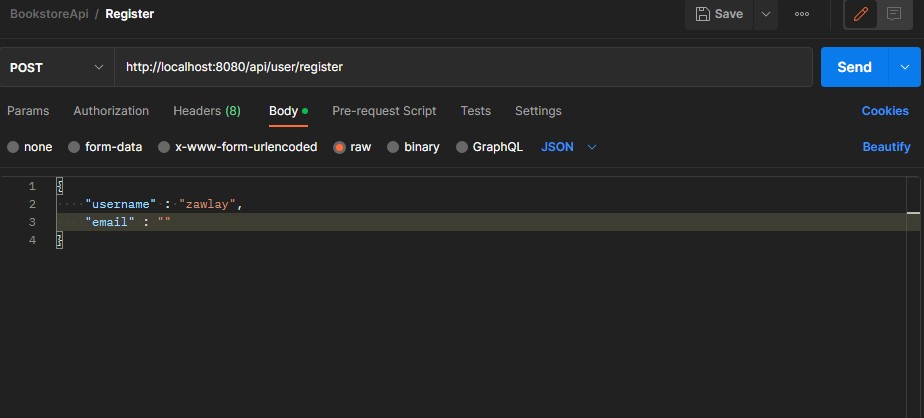 BookstoreApi / Register Save ooo
POST http://localhost:8080/api/user/register Send
Params Authorization Headers (8) Body Pre-request Script Tests Settings Cookies
none form-data x-www-form-urlencoded raw binary GraphQL JSON Beautify
1 {
2 "username" : "zawlay",
3 "email" : ""
4 }